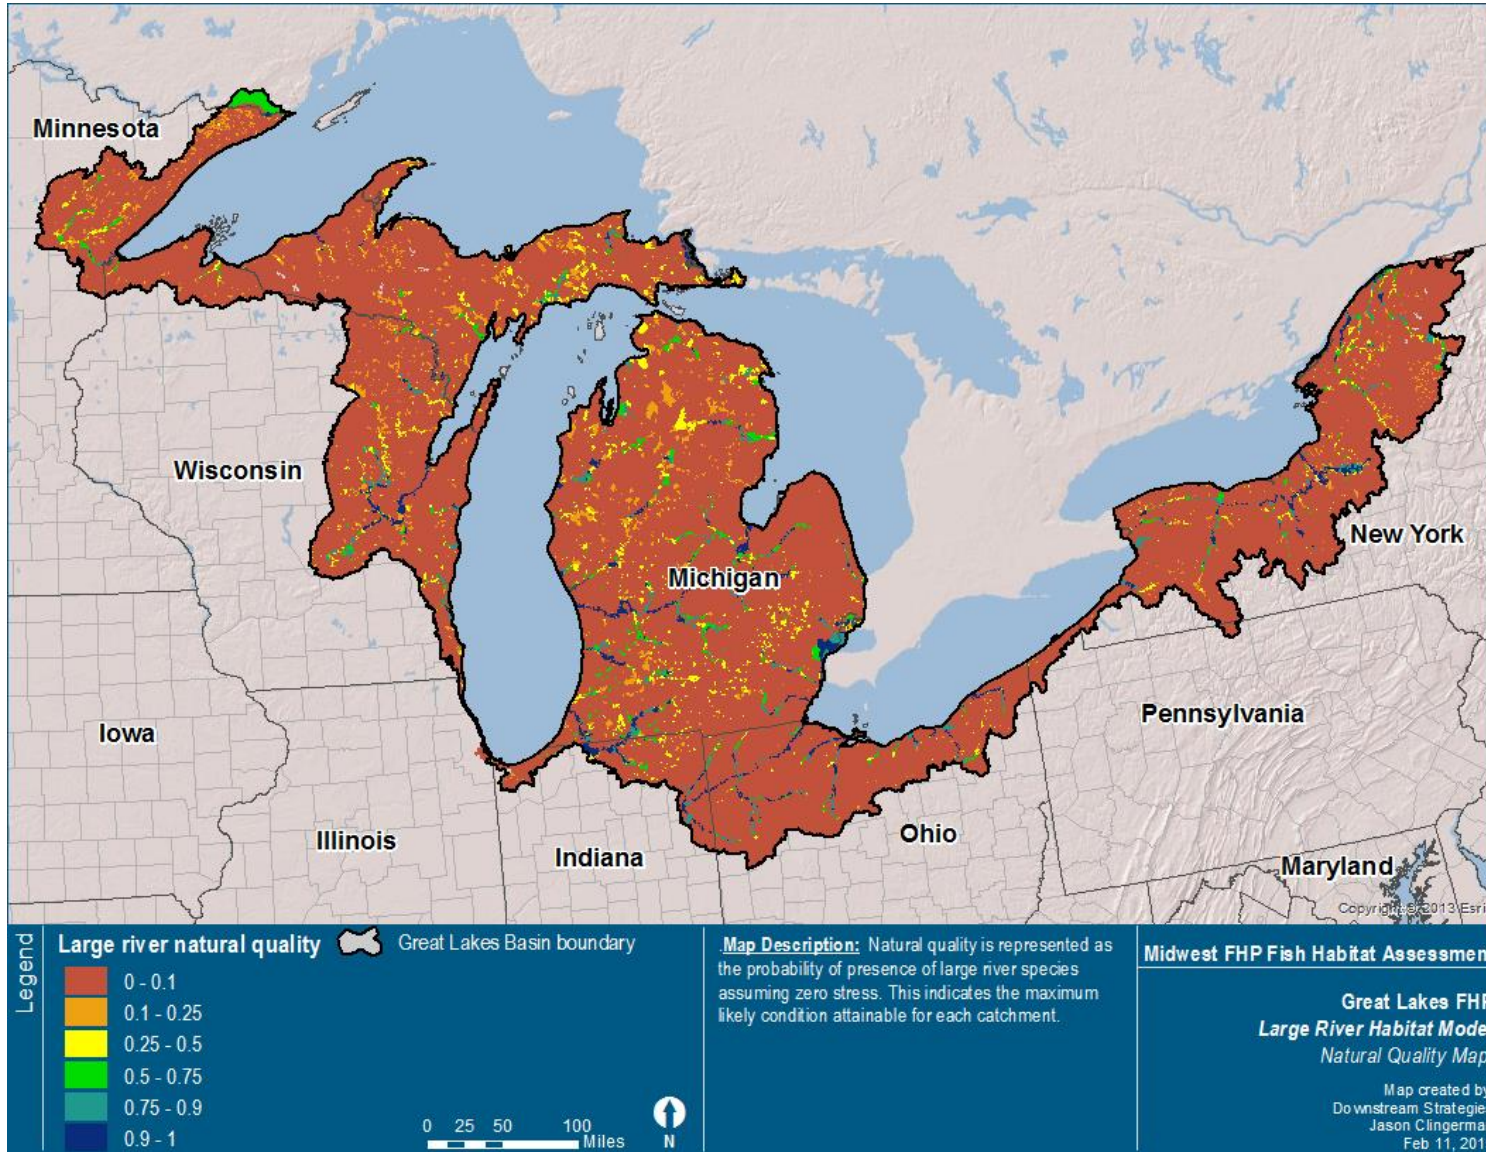 Minnesota
Wisconsin
Michigan
New York
Iowa
Pennsylvania
Illinois
Indiana
Ohio
Maryland
Copyright:© 2013 Esri
Legend
Large river natural quality
Great Lakes Basin boundary
0 - 0.1
0.1 - 0.25
0.25 - 0.5
0.5 - 0.75
0.75 - 0.9
0.9 - 1
0 25 50 100
Miles
N
Map Description: Natural quality is represented as
the probability of presence of large river species
assuming zero stress. This indicates the maximum
likely condition attainable for each catchment.
Midwest FHP Fish Habitat Assessmen
Great Lakes FHP
Large River Habitat Mode
Natural Quality Map
Map created by
Downstream Strategie
Jason Clingerma
Feb 11, 201